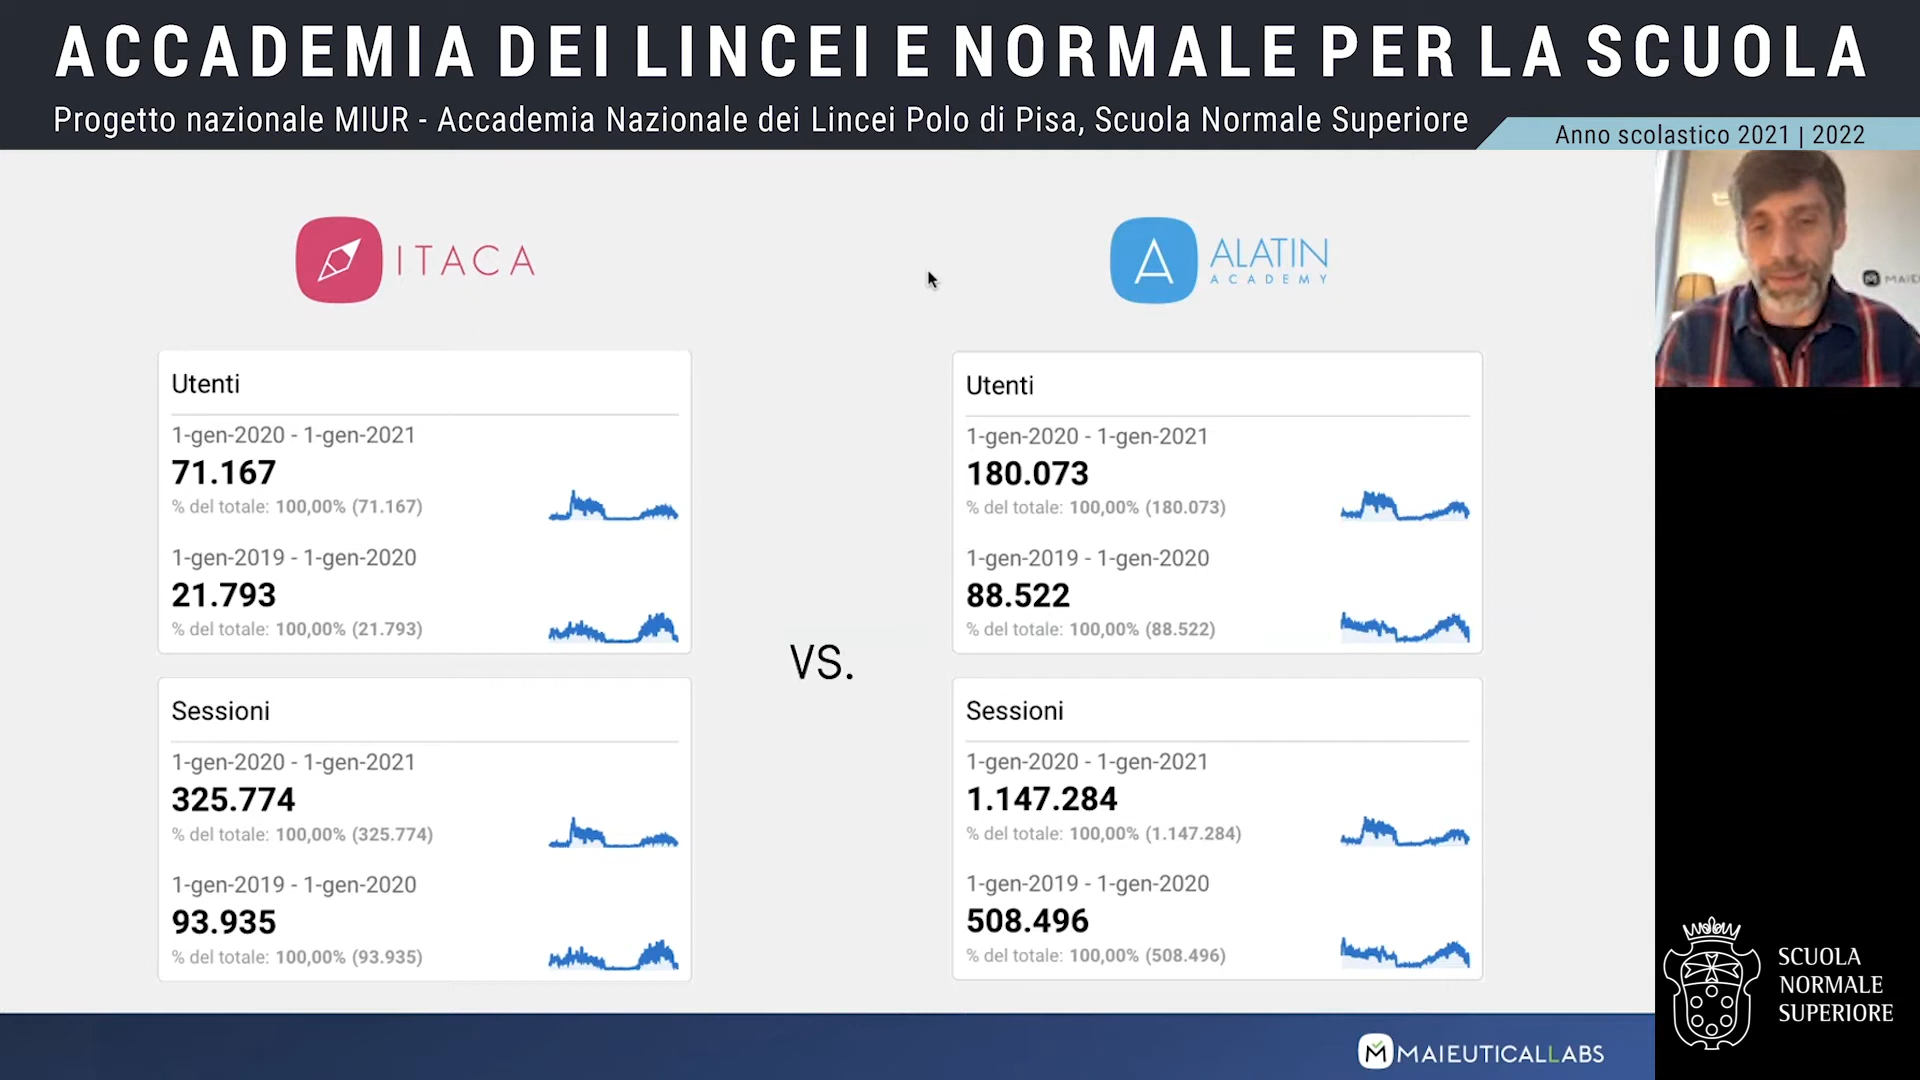 ACCADEMIA DEI LINCEI E NORMALE PER LA SCUOLA
Progetto nazionale MIUR - Accademia Nazionale dei Lincei Polo di Pisa, Scuola Normale Superiore
Anno scolastico 2021 | 2022
ITACA
Utenti
1-gen-2020 - 1-gen-2021
71.167
% del totale: 100,00% (71.167)
1-gen-2019 - 1-gen-2020
21.793
% del totale: 100,00% (21.793)
Sessioni
1-gen-2020 - 1-gen-2021
325.774
% del totale: 100,00% (325.774)
1-gen-2019 - 1-gen-2020
93.935
% del totale: 100,00% (93.935)
VS.
A ALATIN
ACADEMY
Utenti
1-gen-2020 - 1-gen-2021
180.073
% del totale: 100,00% (180.073)
1-gen-2019 - 1-gen-2020
88.522
% del totale: 100,00% (88.522)
Sessioni
1-gen-2020 - 1-gen-2021
1.147.284
% del totale: 100,00% (1.147.284)
1-gen-2019 - 1-gen-2020
508.496
% del totale: 100,00% (508.496)
MAIEUTICALLABS
SCUOLA
NORMALE
SUPERIORE